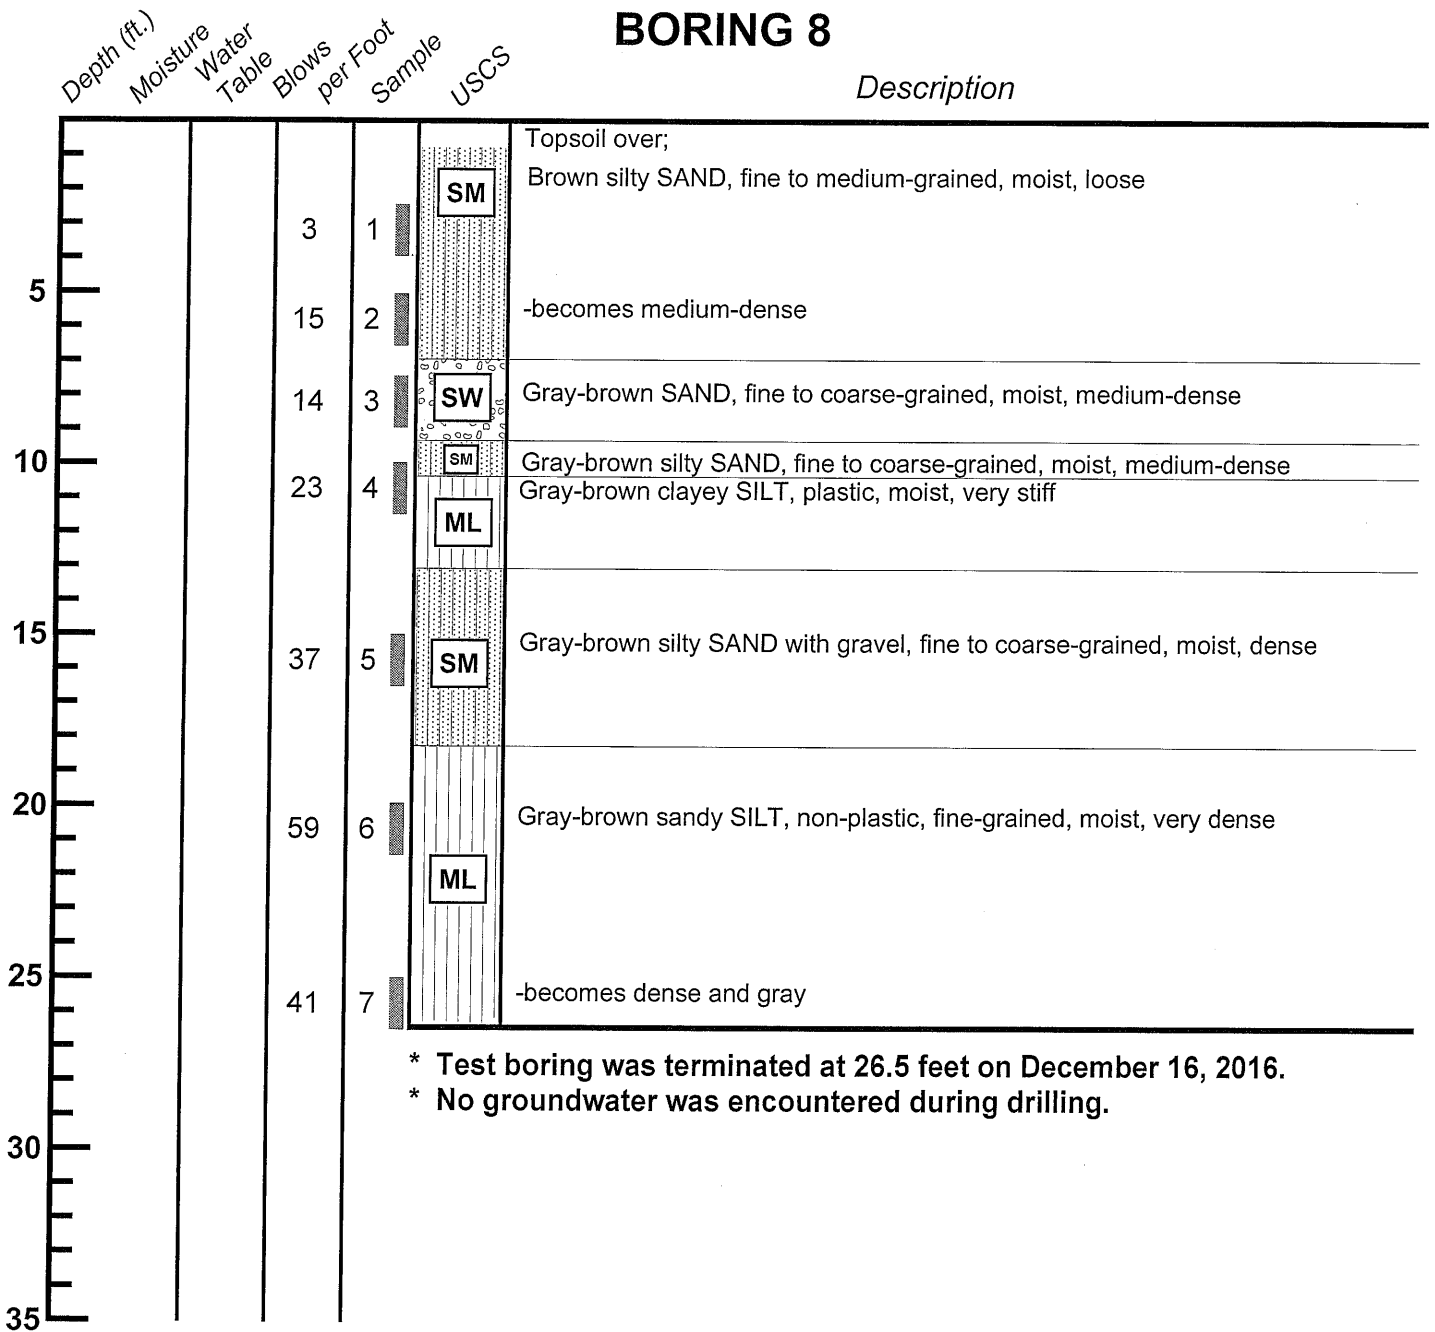 BORING 8
Depth (ft.)
Moisture
Water
Table
Blows
per Foot
Sample
USCS
Description
Topsoil over;
SM
Brown silty SAND, fine to medium-grained, moist, loose
3 1
5
15 2
-becomes medium-dense
14 3
SW
Gray-brown SAND, fine to coarse-grained, moist, medium-dense
10
SM
Gray-brown silty SAND, fine to coarse-grained, moist, medium-dense
23 4
Gray-brown clayey SILT, plastic, moist, very stiff
ML
15
37 5
SM
Gray-brown silty SAND with gravel, fine to coarse-grained, moist, dense
20
59 6
Gray-brown sandy SILT, non-plastic, fine-grained, moist, very dense
ML
25
41 7
-becomes dense and gray
* Test boring was terminated at 26.5 feet on December 16, 2016.
* No groundwater was encountered during drilling.
30
35